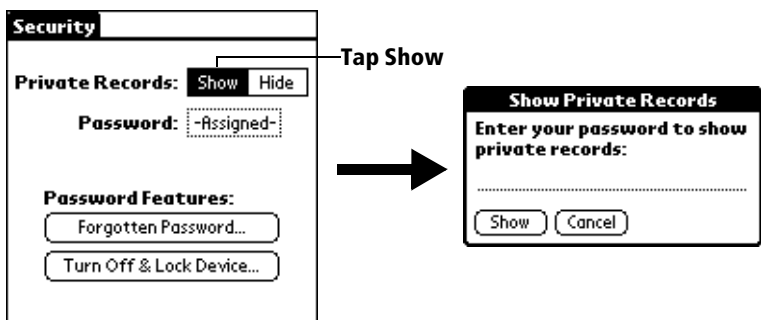 Security
Tap Show
Private Records: Show Hide
Password: -Assigned-
Password Features:
Forgotten Password...
Turn Off & Lock Device...
Show Private Records
Enter your password to show
private records:
Show Cancel